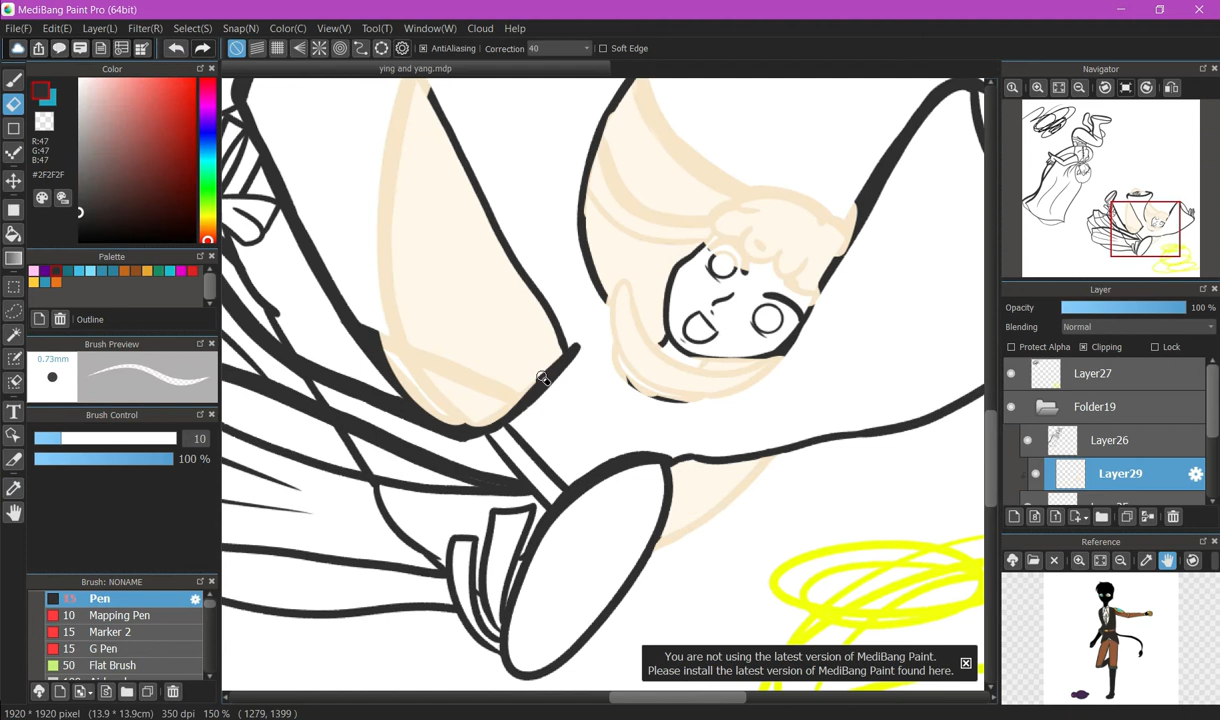 MediBang Paint Pro (64bit)
File(F) Edit(E) Layer(L) Filter(R) Select(S) Snap(N) Color(C) View(V) Tool(T) Window(W) Cloud Help
AntiAliasing Correction 40 Soft Edge
Color
ying and yang.mdp
Navigator
R:47
G:47
B:47
#2F2F2F
Palette
Outline
Layer
Opacity 100 %
Blending Normal
Protect Alpha Clipping Lock
Brush Preview
0.73mm
Layer27
Folder19
Layer26
Layer29
Brush Control
10
100 %
Reference
Brush: NONAME
15 Pen
10 Mapping Pen
15 Marker 2
15 G Pen
50 Flat Brush
You are not using the latest version of MediBang Paint.
Please install the latest version of MediBang Paint found here.
1920 * 1920 pixel (13.9 * 13.9cm) 350 dpi 150 % ( 1279, 1399 )